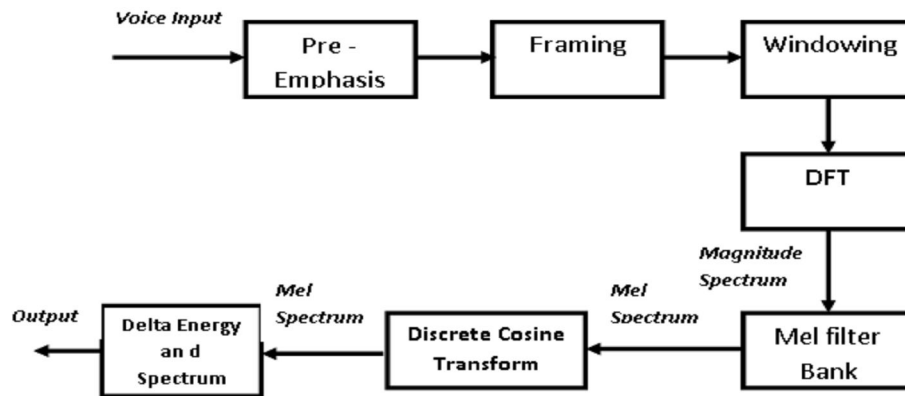 Voice Input
Pre -
Emphasis
Framing
Windowing
DFT
Magnitude
Spectrum
Mel filter
Bank
Mel
Spectrum
Discrete Cosine
Transform
Mel
Spectrum
Delta Energy
an d
Spectrum
Output